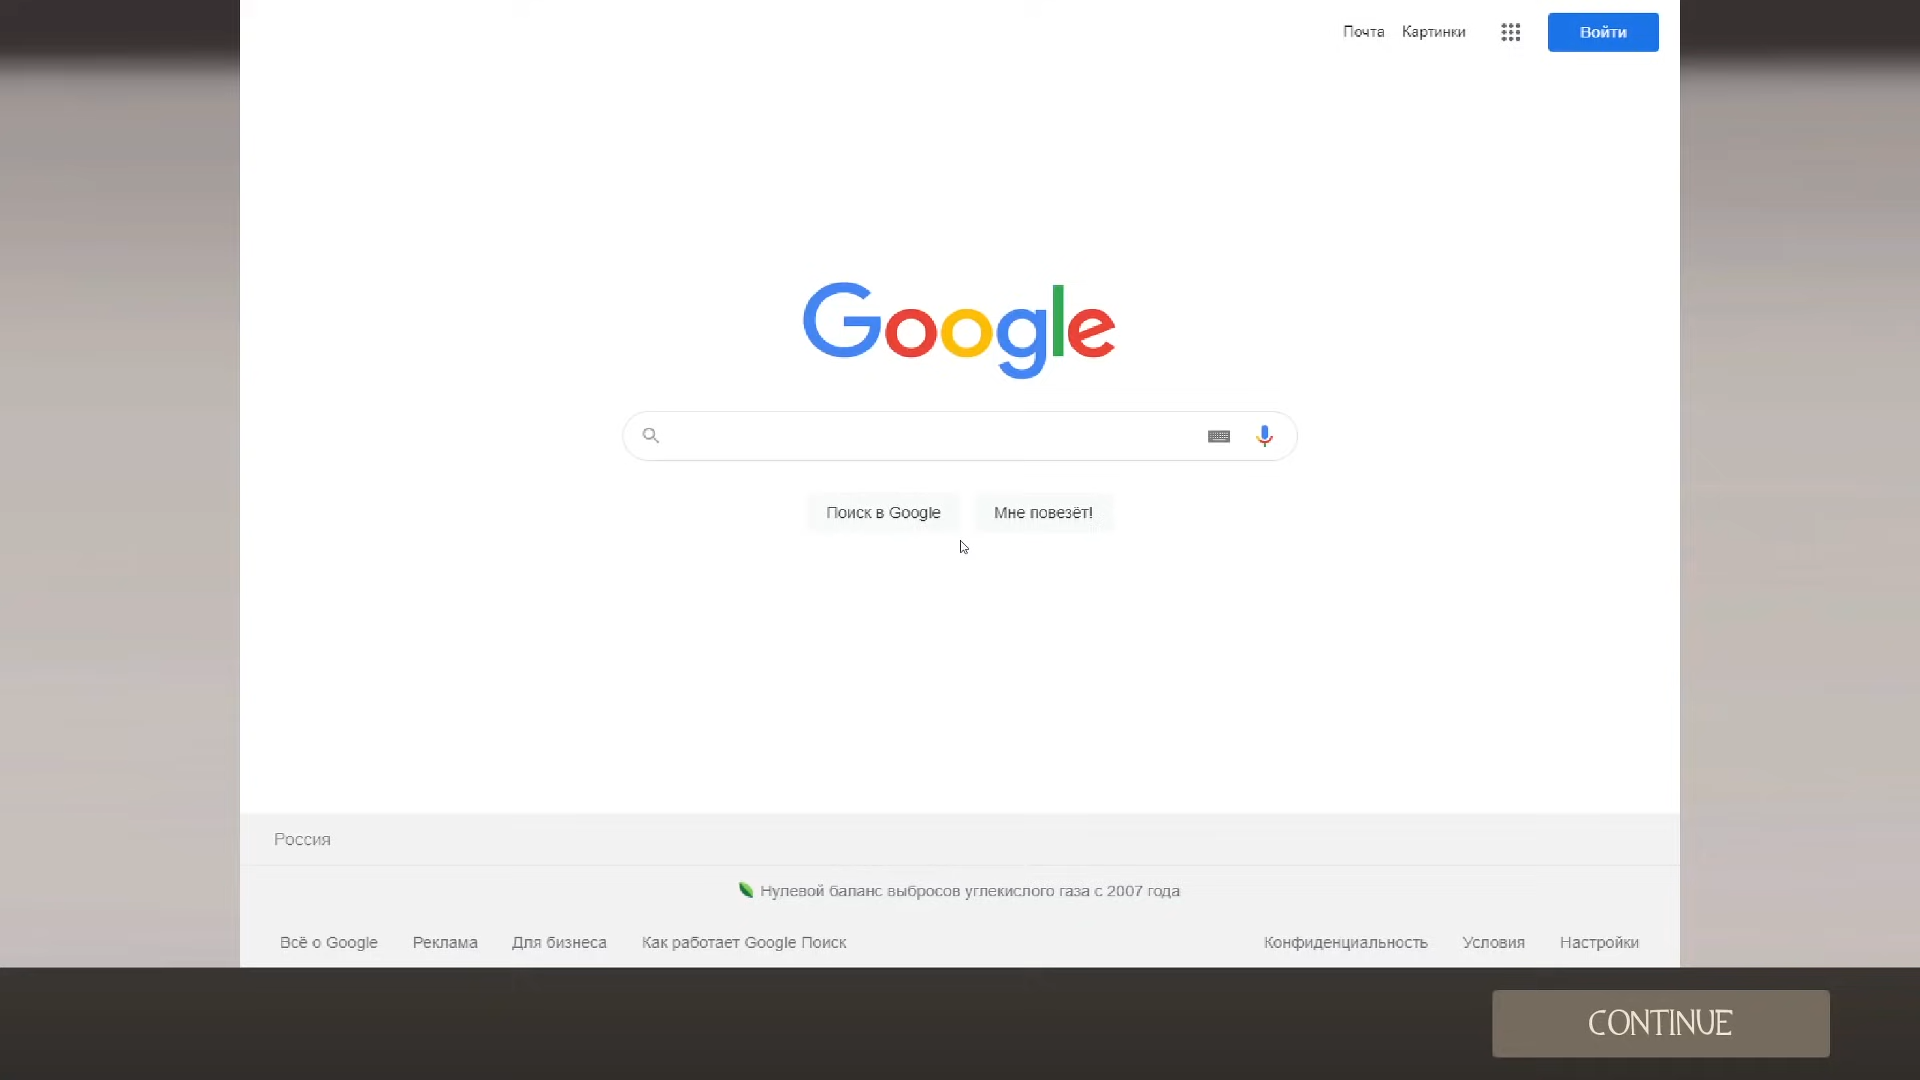 Почта Картинки Войти
Google
Поиск в Google Мне повезёт!
Россия
Нулевой баланс выбросов углекислого газа с 2007 года
Всё о Google Реклама Для бизнеса Как работает Google Поиск Конфиденциальность Условия Настройки
CONTINUE